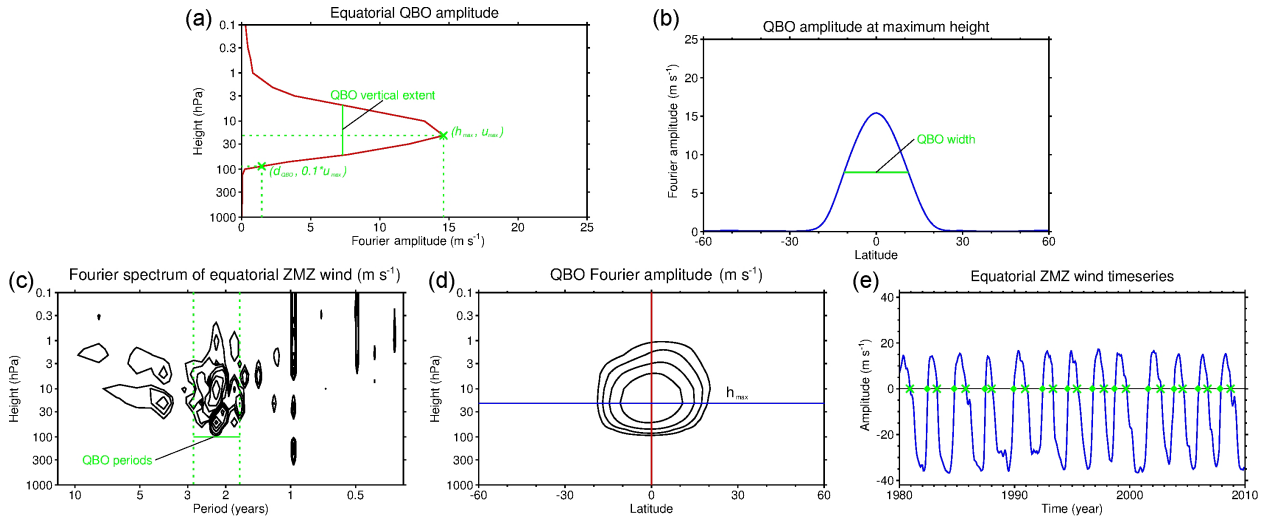 (a)
Equatorial QBO amplitude
0.1
0.3
1
3
10
30
100
300
1000
Height (hPa)
QBO vertical extent
(hmax, umax)
(dQBO, 0.1*umax)
0 5 10 15 20 25
Fourier amplitude (m s-1)
(b)
QBO amplitude at maximum height
25
20
15
10
5
0
Fourier amplitude (m s-1)
QBO width
-60 -30 0 30 60
Latitude
(c)
Fourier spectrum of equatorial ZMZ wind (m s-1)
0.1
0.3
1
3
10
30
100
300
1000
Height (hPa)
QBO periods
10 5 3 2 1 0.5
Period (years)
(d)
QBO Fourier amplitude (m s-1)
0.1
0.3
1
3
10
30
100
300
1000
Height (hPa)
hmax
-60 -30 0 30 60
Latitude
(e)
Equatorial ZMZ wind timeseries
40
20
0
-20
-40
Amplitude (m s-1)
1980 1990 2000 2010
Time (year)